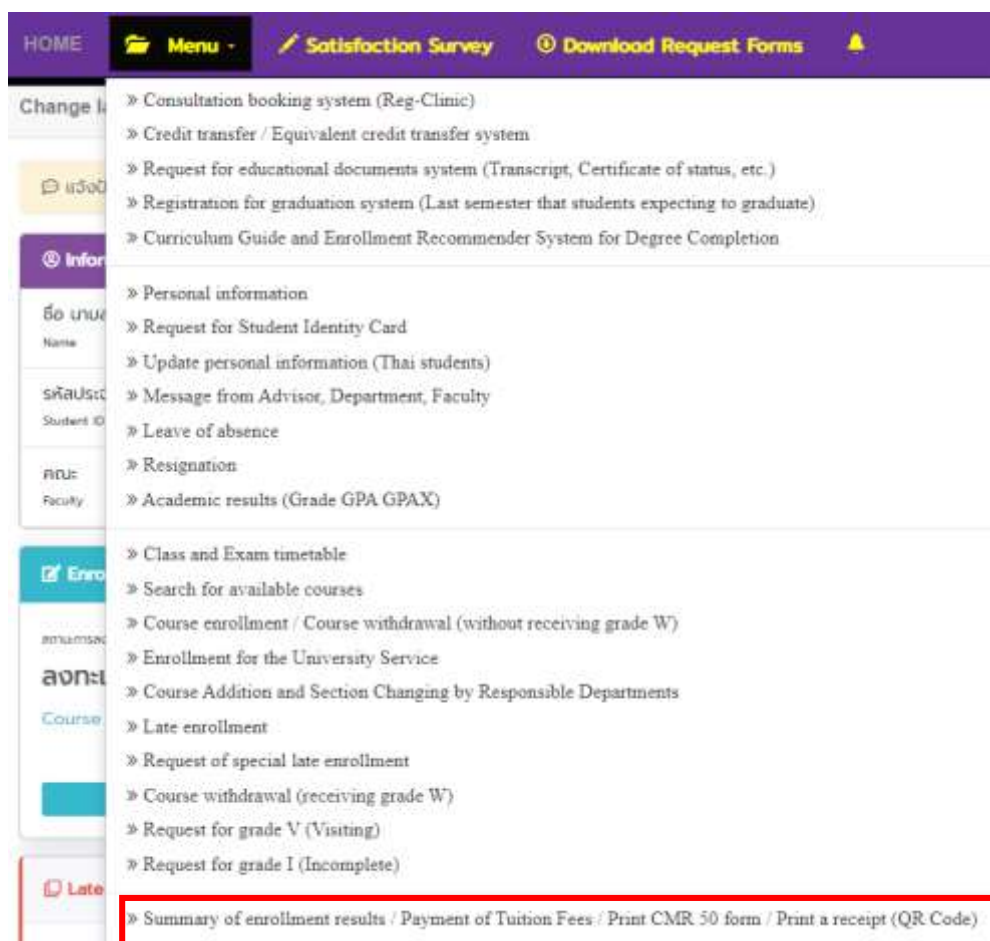 HOME Menu Satisfaction Survey Download Request Forms
Change
» Consultation booking system (Reg-Clinic)
» Credit transfer / Equivalent credit transfer system
» Request for educational documents system (Transcript, Certificate of status, etc.)
» Registration for graduation system (Last semester that students expecting to graduate)
» Curriculum Guide and Enrollment Recommender System for Degree Completion
» Personal information
ชื่อ
Name
» Request for Student Identity Card
» Update personal information (Thai students)
» Message from Advisor, Department, Faculty
Student ID
» Leave of absence
» Resignation
คณะ
Faculty
» Academic results (Grade GPA GPAX)
» Class and Exam timetable
» Search for available courses
» Course enrollment / Course withdrawal (without receiving grade W)
» Enrollment for the University Service
» Course Addition and Section Changing by Responsible Departments
Course
» Late enrollment
» Request of special late enrollment
» Course withdrawal (receiving grade W)
» Request for grade V (Visiting)
» Request for grade I (Incomplete)
Late
» Summary of enrollment results / Payment of Tuition Fees / Print CMR 50 form / Print a receipt (QR Code)